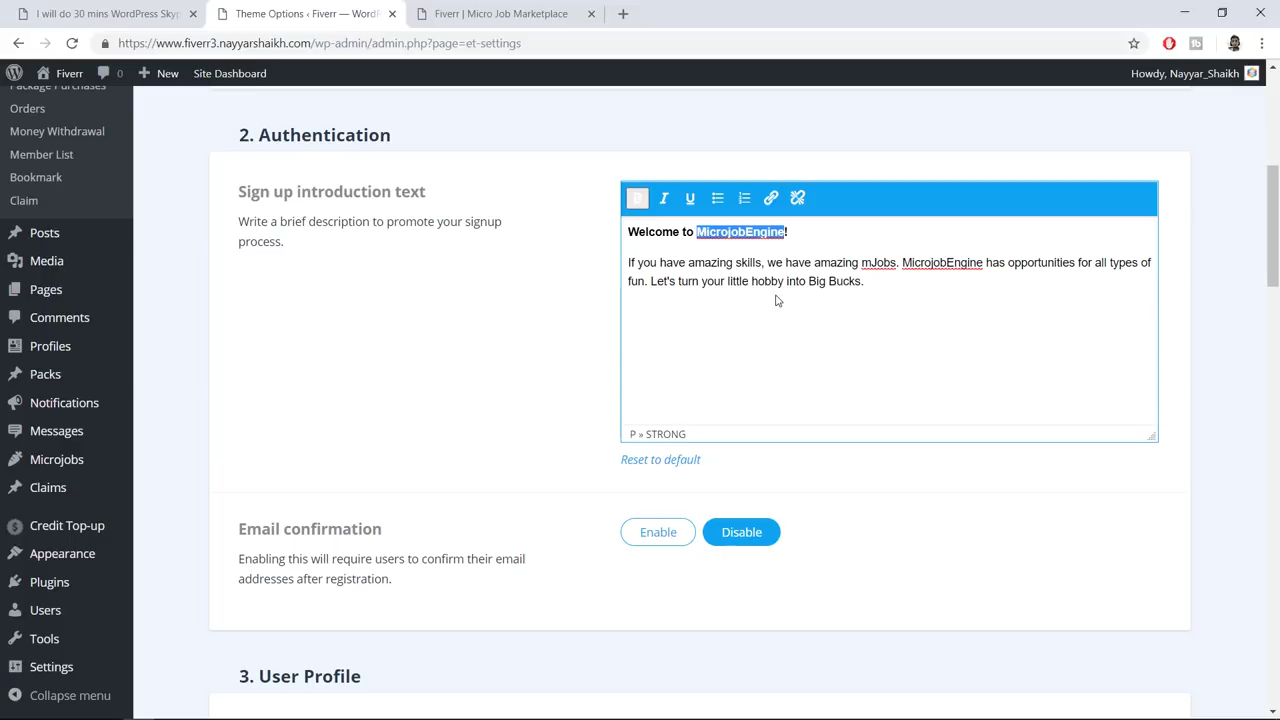 I will do 30 mins WordPress Sky
Theme Options ‹ Fiverr — WordP
Fiverr | Micro Job Marketplace
https://www.fiverr3.nayyarshaikh.com/wp-admin/admin.php?page=et-settings
Fiverr
0
New
Site Dashboard
Howdy, Nayyar_Shaikh
Package Purchases
Orders
Money Withdrawal
Member List
Bookmark
Claim
Posts
Media
Pages
Comments
Profiles
Packs
Notifications
Messages
Microjobs
Claims
Credit Top-up
Appearance
Plugins
Users
Tools
Settings
Collapse menu
2. Authentication
Sign up introduction text
Write a brief description to promote your signup
process.
B I U
Welcome to MicrojobEngine!
If you have amazing skills, we have amazing mJobs. MicrojobEngine has opportunities for all types of
fun. Let's turn your little hobby into Big Bucks.
P » STRONG
Reset to default
Email confirmation
Enabling this will require users to confirm their email
addresses after registration.
Enable
Disable
3. User Profile